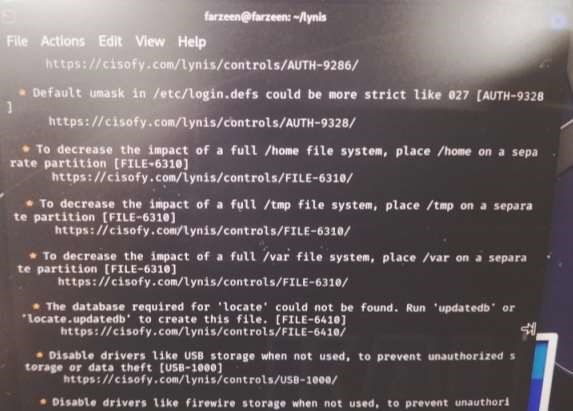 farzeen@farzeen: ~/lynis
File Actions Edit View Help
https://cisofy.com/lynis/controls/AUTH-9286/
* Default umask in /etc/login.defs could be more strict like 027 [AUTH-9328
]
https://cisofy.com/lynis/controls/AUTH-9328/
* To decrease the impact of a full /home file system, place /home on a sepa
rate partition [FILE-6310]
https://cisofy.com/lynis/controls/FILE-6310/
* To decrease the impact of a full /tmp file system, place /tmp on a separa
te partition [FILE-6310]
https://cisofy.com/lynis/controls/FILE-6310/
* To decrease the impact of a full /var file system, place /var on a separa
te partition [FILE-6310]
https://cisofy.com/lynis/controls/FILE-6310/
* The database required for 'locate' could not be found. Run 'updatedb' or
'locate.updatedb' to create this file. [FILE-6410]
https://cisofy.com/lynis/controls/FILE-6410/
* Disable drivers like USB storage when not used, to prevent unauthorized s
torage or data theft [USB-1000]
https://cisofy.com/lynis/controls/USB-1000/
* Disable drivers like firewire storage when not used, to prevent unauthori